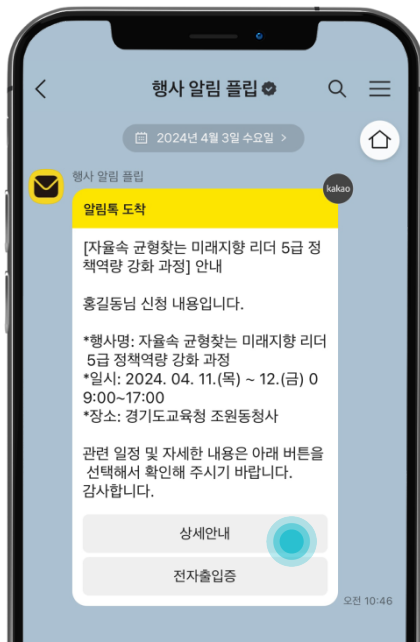 행사 알림 플립
2024년 4월 3일 수요일 >
행사 알림 플립
kakao
알림톡 도착
[자율속 균형찾는 미래지향 리더 5급 정
책역량 강화 과정] 안내
홍길동님 신청 내용입니다.
*행사명: 자율속 균형찾는 미래지향 리더
5급 정책역량 강화 과정
*일시: 2024. 04. 11.(목) ~ 12.(금) 0
9:00~17:00
*장소: 경기도교육청 조원동청사
관련 일정 및 자세한 내용은 아래 버튼을
선택해서 확인해 주시기 바랍니다.
감사합니다.
상세안내
전자출입증
오전 10:46